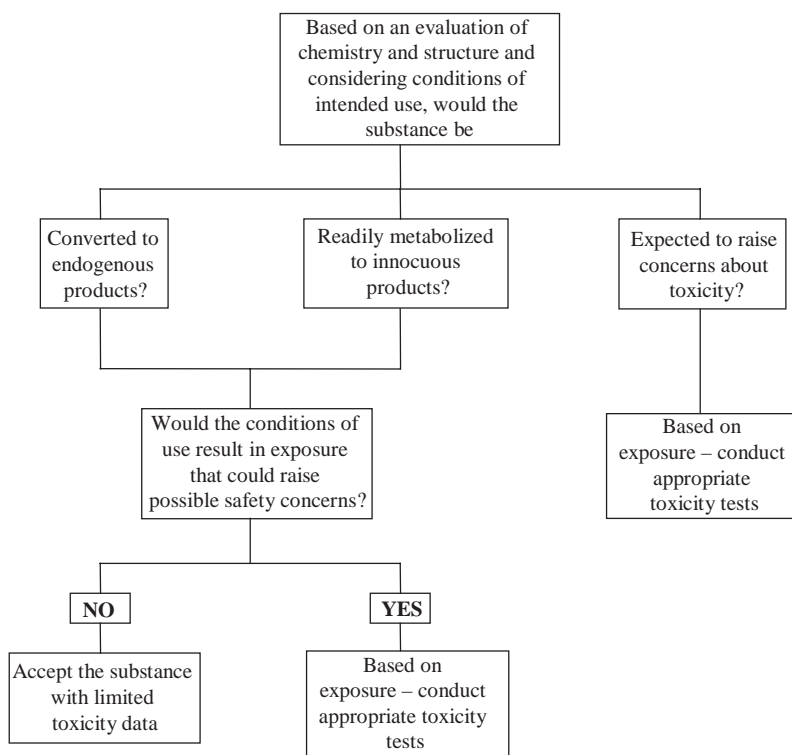 Based on an evaluation of
chemistry and structure and
considering conditions of
intended use, would the
substance be
Converted to
endogenous
products?
Readily metabolized
to innocuous
products?
Expected to raise
concerns about
toxicity?
Would the conditions of
use result in exposure
that could raise
possible safety concerns?
Based on
exposure – conduct
appropriate
toxicity tests
NO
YES
Accept the substance
with limited
toxicity data
Based on
exposure – conduct
appropriate toxicity
tests